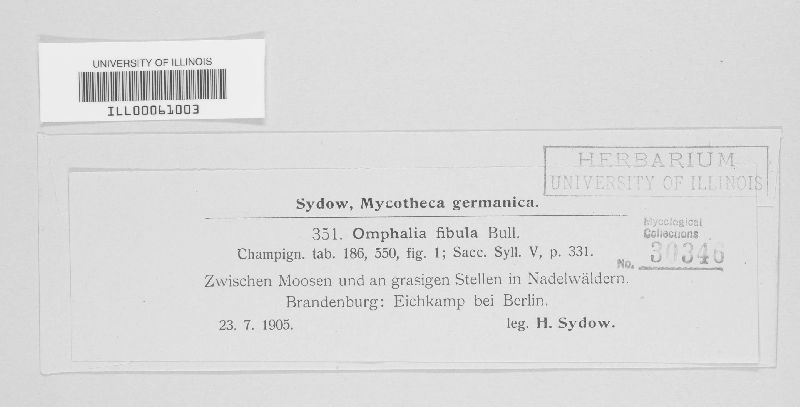 UNIVERSITY OF ILLINOIS
ILL00061003
HERBARIUM
UNIVERSITY OF ILLINOIS
Sydow, Mycotheca germanica.
351. Omphalia fibula Bull.
Champign. tab. 186, 550, fig. 1; Sacc. Syll. V, p. 331.
Mycological
Collections
No. 30346
Zwischen Moosen und an grasigen Stellen in Nadelwäldern.
Brandenburg: Eichkamp bei Berlin.
23. 7. 1905. leg. H. Sydow.